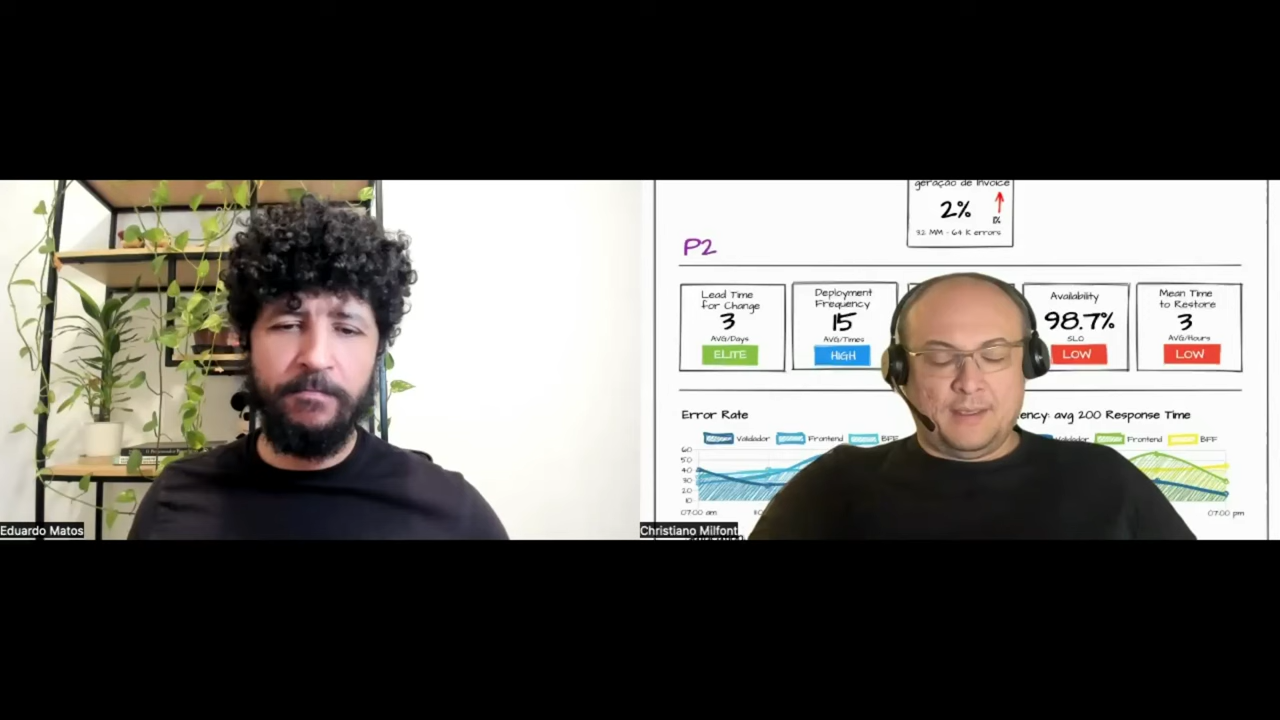 geração de Invoice
2%
1%
32 MM - 64 K errors
P2
Lead Time
for Change
3
AVG/Days
ELITE
Deployment
Frequency
15
AVG/Times
HIGH
Availability
98.7%
SLO
LOW
Mean Time
to Restore
3
AVG/Hours
LOW
Error Rate
Validador
Frontend
BFF
60
50
40
30
20
10
07:00 am
ency: avg 200 Response Time
Validador
Frontend
BFF
07:00 pm
Eduardo Matos
Christiano Milfont